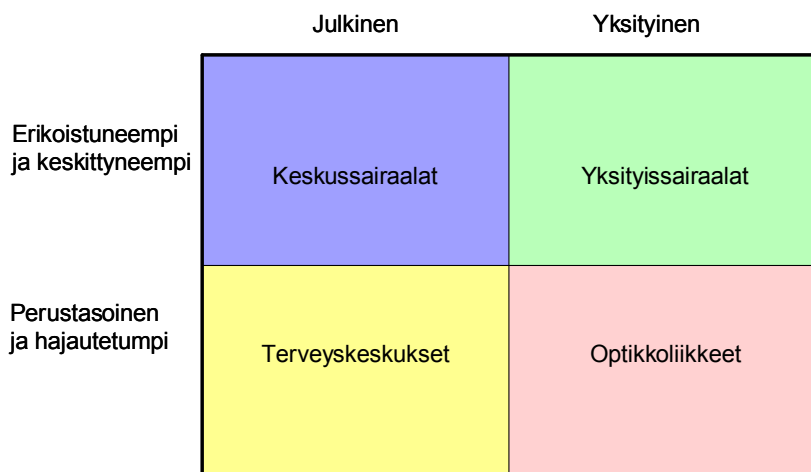 Julkinen Yksityinen
Erikoistuneempi
ja keskittyneempi
Keskussairaalat Yksityissairaalat
Perustasoinen
ja hajautetumpi
Terveyskeskukset Optikkoliikkeet